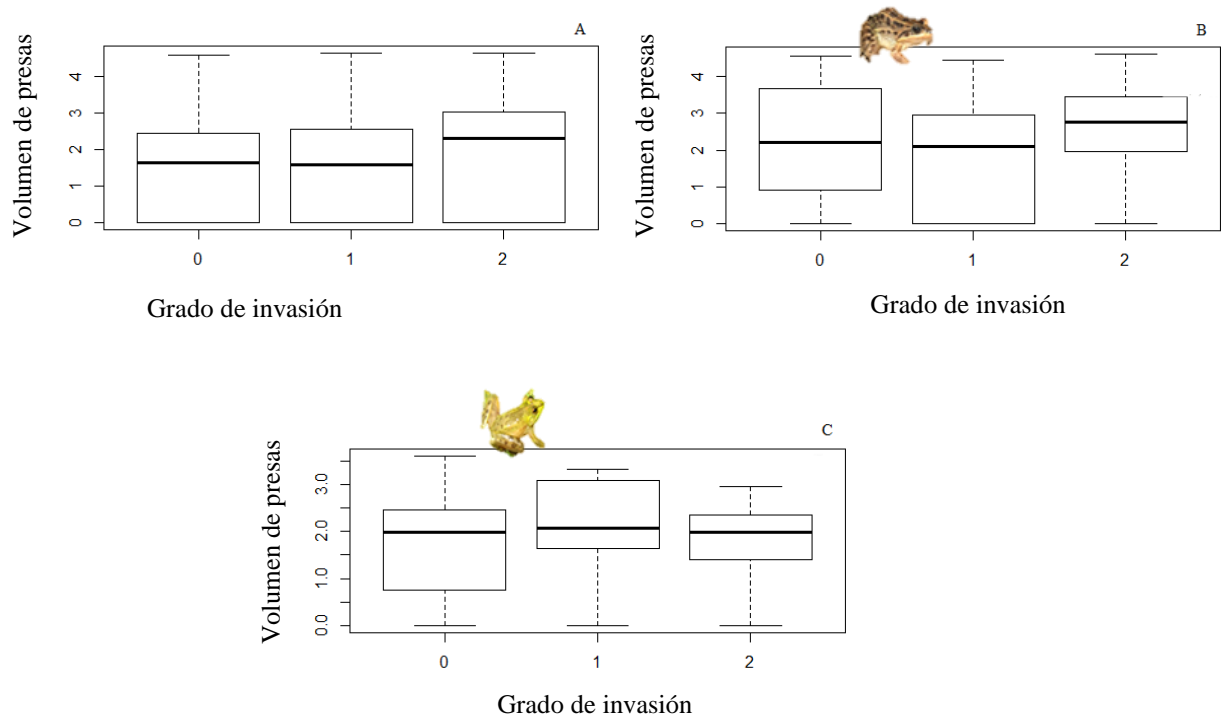 A
Volumen de presas
4
3
2
1
0
0 1 2
Grado de invasión
B
Volumen de presas
4
3
2
1
0
0 1 2
Grado de invasión
C
Volumen de presas
3.0
2.0
1.0
0.0
0 1 2
Grado de invasión